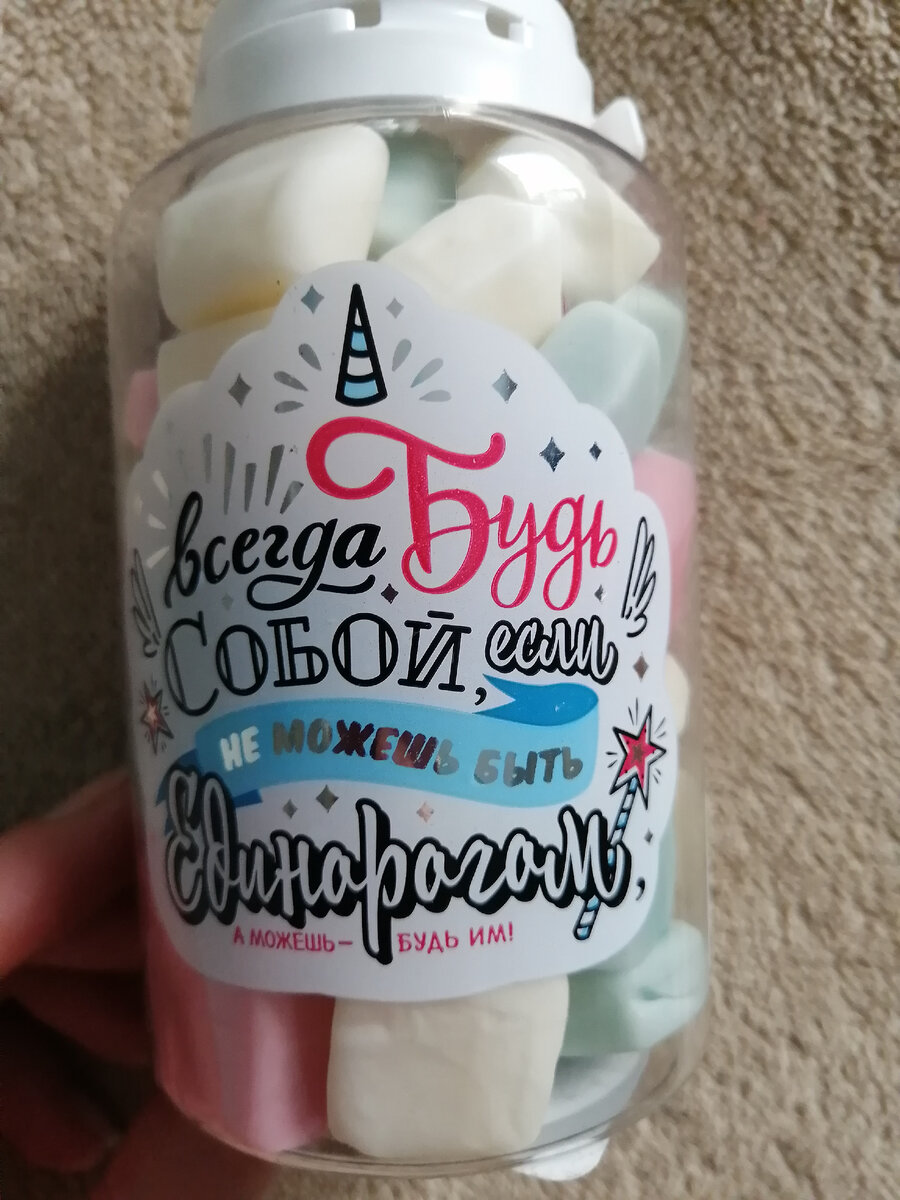 всегда Будь
СОБОЙ, если
НЕ МОЖЕШЬ БЫТЬ
Единорогом,
А МОЖЕШЬ — БУДЬ ИМ!